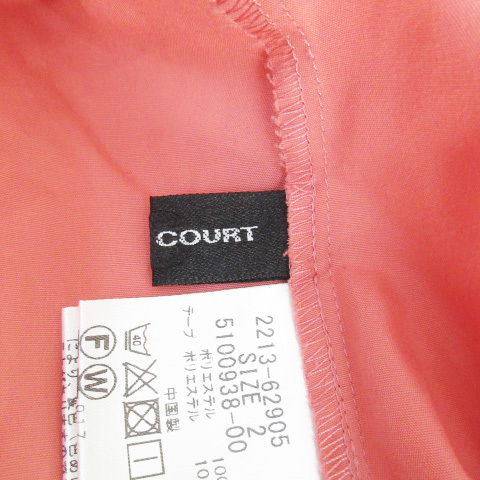 COURT
2213-62905
SIZE 2
5100938-00
ポリエステル
テープ ポリエステル
中国製
40
F
W